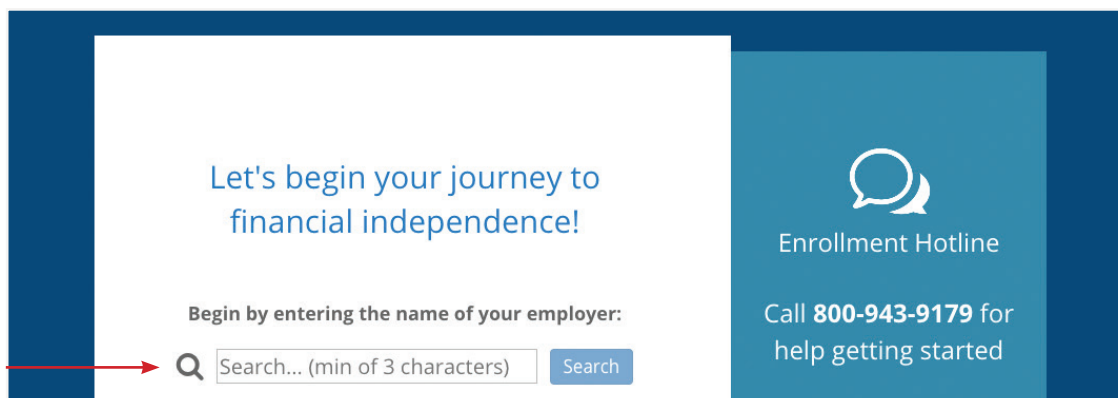 Let's begin your journey to
financial independence!
Begin by entering the name of your employer:
Search... (min of 3 characters)
Search
Enrollment Hotline
Call 800-943-9179 for
help getting started